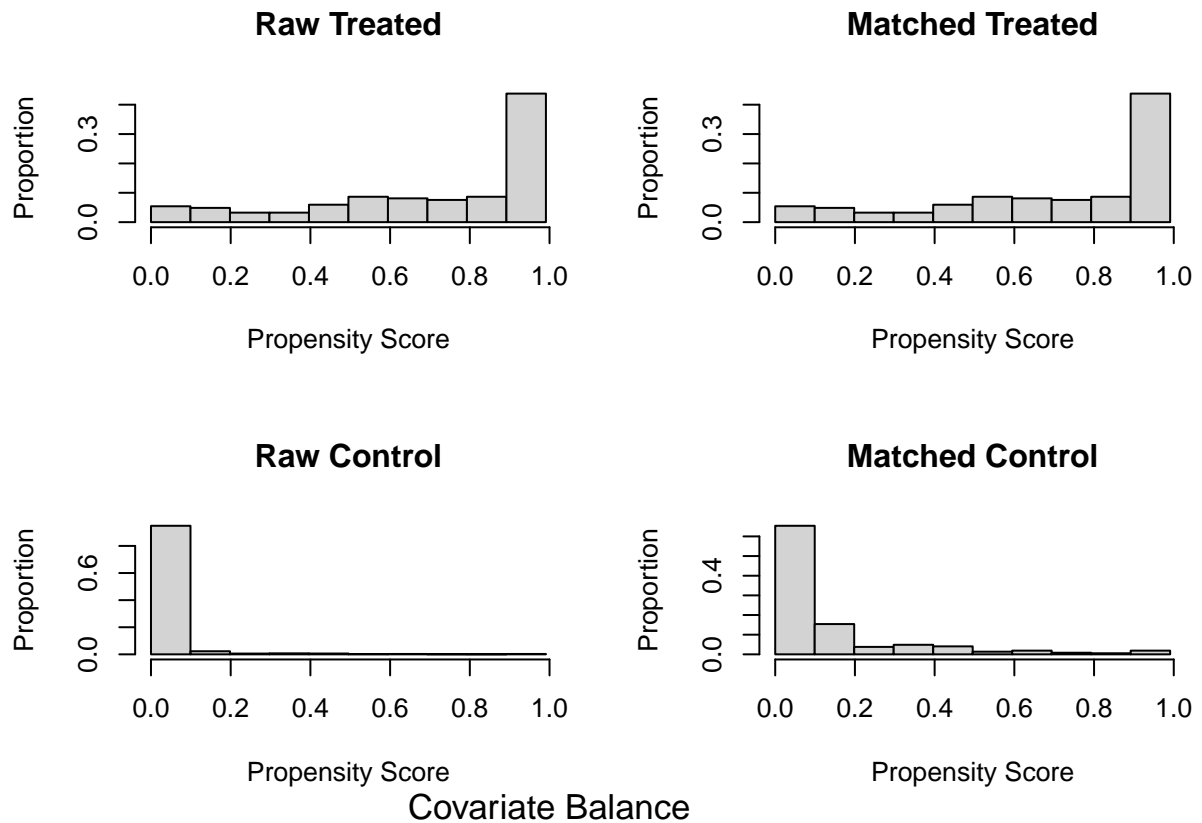 Raw Treated
Proportion
0.0 0.3
0.0 0.2 0.4 0.6 0.8 1.0
Propensity Score
Matched Treated
Proportion
0.0 0.3
0.0 0.2 0.4 0.6 0.8 1.0
Propensity Score
Raw Control
Proportion
0.0 0.6
0.0 0.2 0.4 0.6 0.8 1.0
Propensity Score
Matched Control
Proportion
0.0 0.4
0.0 0.2 0.4 0.6 0.8 1.0
Propensity Score
Covariate Balance